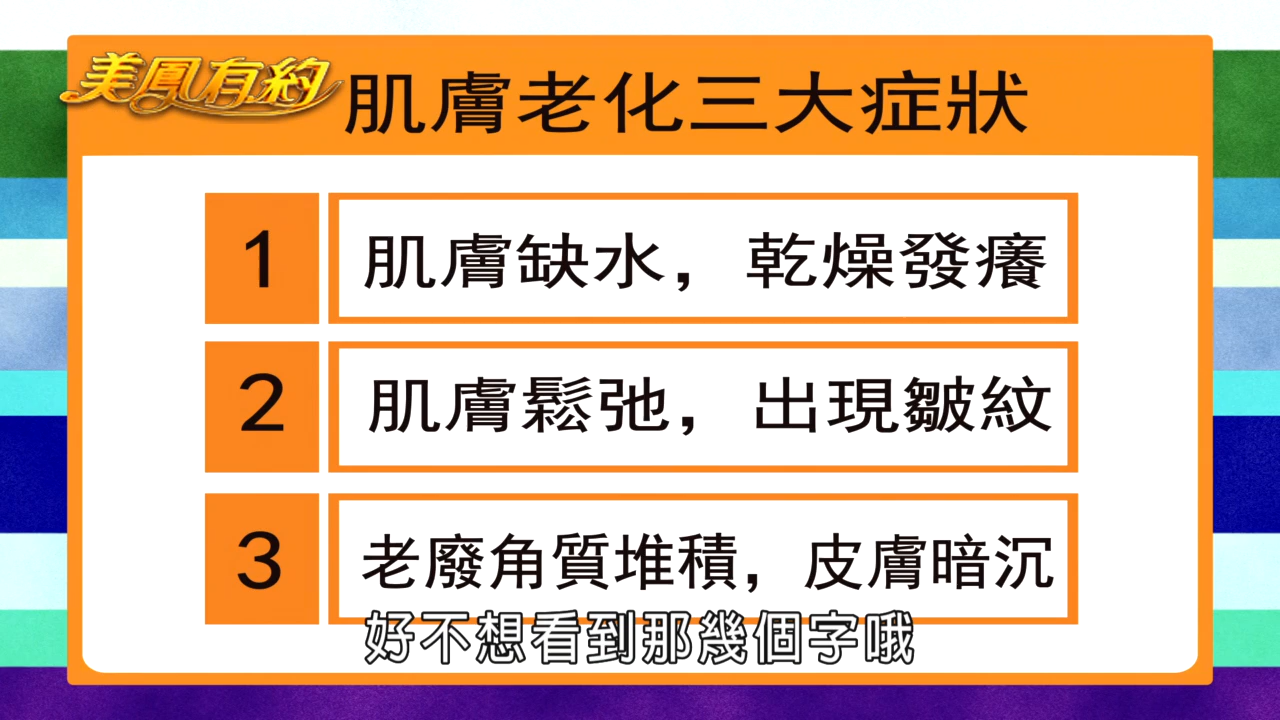 美鳳有約
肌膚老化三大症狀
1
肌膚缺水，乾燥發癢
2
肌膚鬆弛，出現皺紋
3
老廢角質堆積，皮膚暗沉
好不想看到那幾個字哦